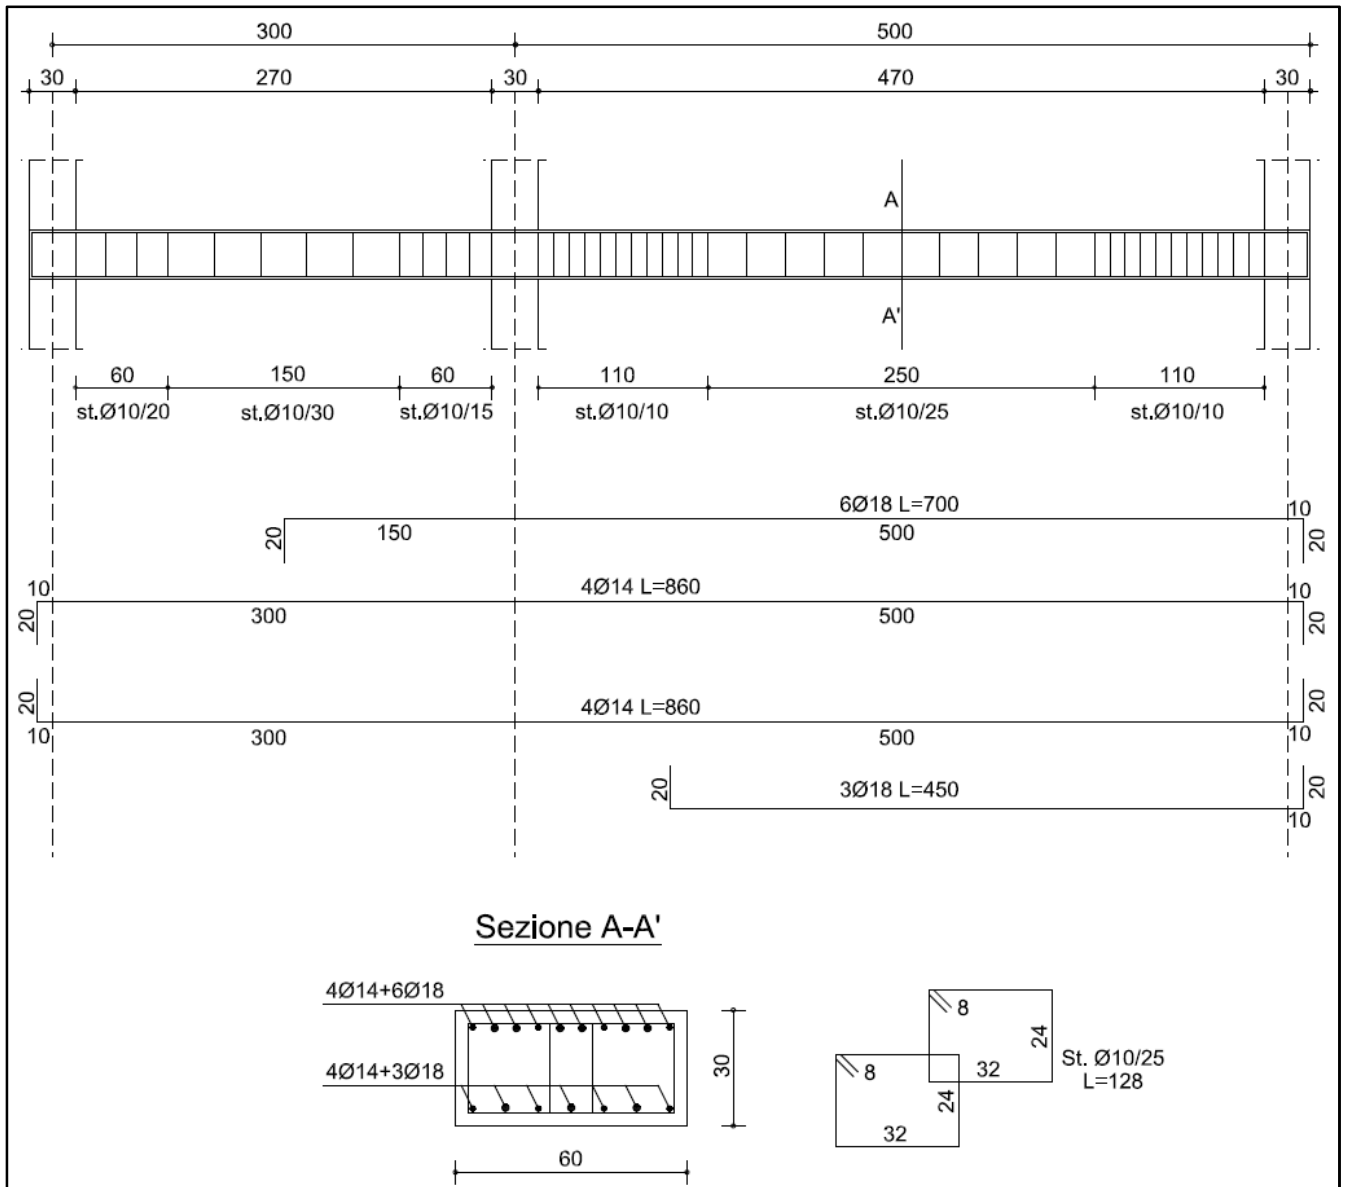 300 500
30 270 30 470 30
A
A'
60 150 60 110 250 110
st.Ø10/20 st.Ø10/30 st.Ø10/15 st.Ø10/10 st.Ø10/25 st.Ø10/10
6Ø18 L=700 10
20 150 500 20
10 4Ø14 L=860 10
20 300 500 20
20 4Ø14 L=860 20
10 300 500 10
20 3Ø18 L=450 20
10
Sezione A-A'
4Ø14+6Ø18
4Ø14+3Ø18
30
60
8 24
32
St. Ø10/25
L=128
8 24
32